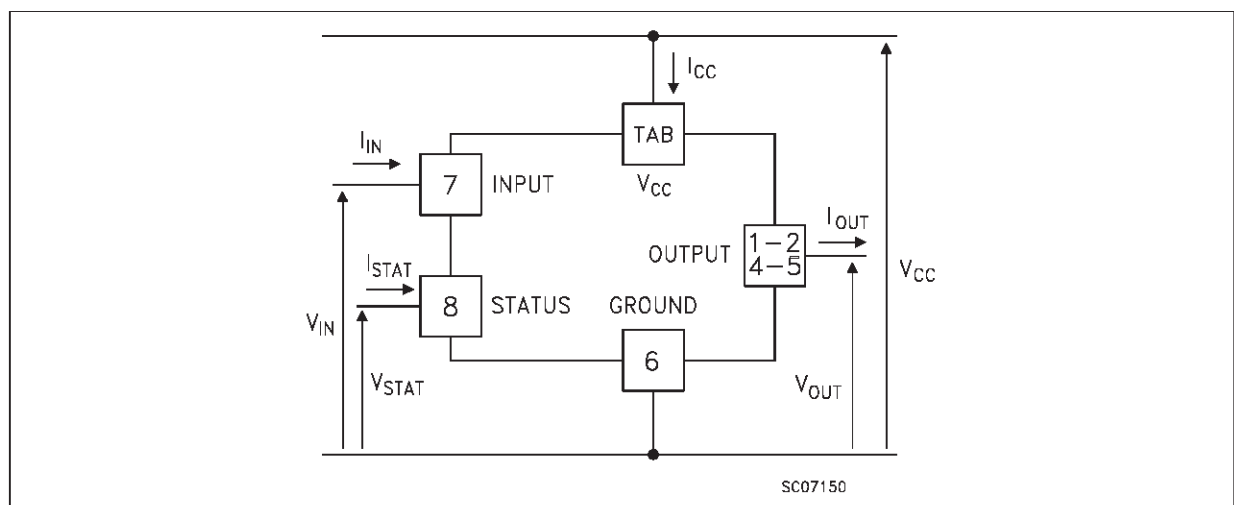 I_CC
TAB
V_CC
I_IN
7 INPUT
I_OUT
1-2
OUTPUT
4-5
V_CC
I_STAT
8 STATUS
GROUND
V_IN
6
V_STAT
V_OUT
SC07150